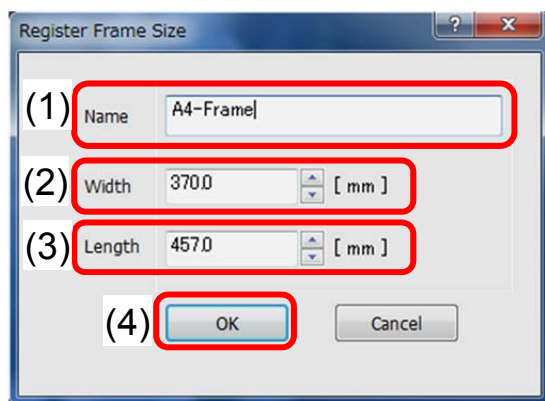 Register Frame Size
(1) Name A4-Frame
(2) Width 370.0 [ mm ]
(3) Length 457.0 [ mm ]
(4) OK Cancel